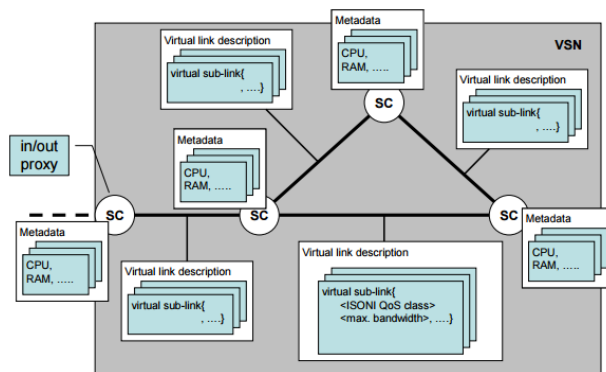 Metadata
CPU,
RAM, .....
VSN
Virtual link description
virtual sub-link{
, ....}
SC
Virtual link description
virtual sub-link{
, ....}
in/out
proxy
Metadata
CPU,
RAM, .....
SC
SC
SC
Metadata
CPU,
RAM, .....
Metadata
CPU,
RAM, .....
Virtual link description
virtual sub-link{
, ....}
Virtual link description
virtual sub-link{
<ISONI QoS class>
<max. bandwidth>, ....}